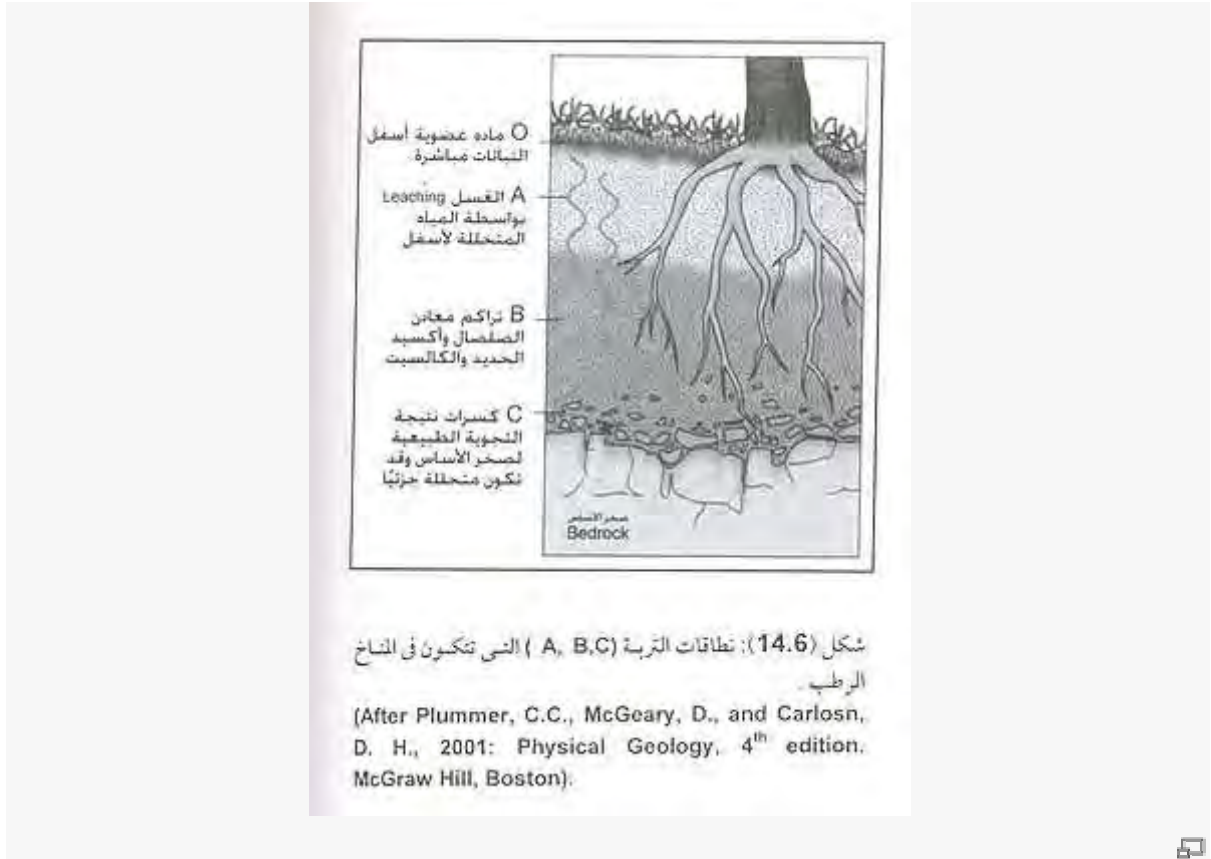 O ماده عضوية أسفل
النباتات مباشرة
A الغسل Leaching
بواسطة المياه
المتخللة لأسفل
B تراكم معادن
الصلصال وأكسيد
الحديد والكالسيت
C كسرات نتيجة
التجوية الطبيعية
لصخر الأساس وقد
تكون متحللة جزئيًا
صخر الأساس
Bedrock
شكل (14.6): نطاقات التربة (A, B,C ) التى تتكون فى المناخ
الرطب .
(After Plummer, C.C., McGeary, D., and Carlosn,
D. H., 2001: Physical Geology, 4th edition.
McGraw Hill, Boston).